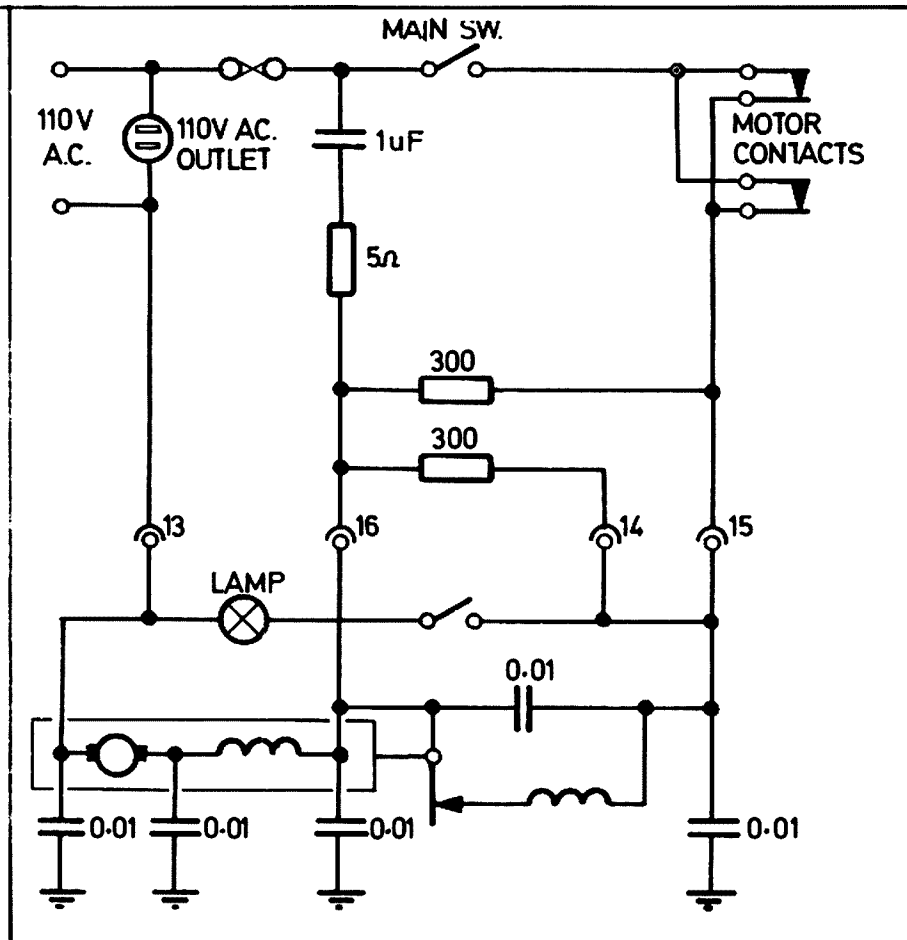 MAIN SW.
110V
A.C.
110V AC.
OUTLET
1uF
MOTOR
CONTACTS
5Ω
300
300
13
16
14
15
LAMP
0.01
0.01
0.01
0.01
0.01